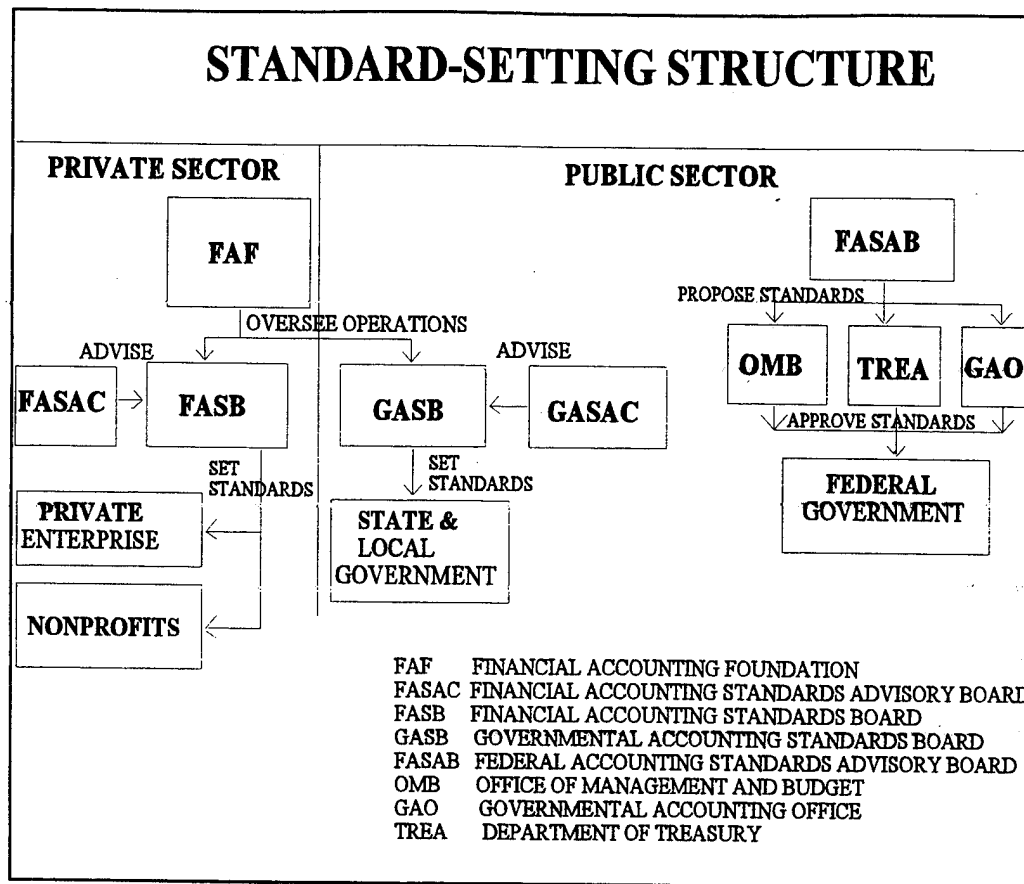 STANDARD-SETTING STRUCTURE
PRIVATE SECTOR
PUBLIC SECTOR
FAF
FASAB
PROPOSE STANDARDS
OVERSEE OPERATIONS
ADVISE
ADVISE
OMB
TREA
GAO
FASAC
FASB
GASB
GASAC
APPROVE STANDARDS
SET
STANDARDS
SET
STANDARDS
FEDERAL
GOVERNMENT
PRIVATE
ENTERPRISE
STATE &
LOCAL
GOVERNMENT
NONPROFITS
FAF FINANCIAL ACCOUNTING FOUNDATION
FASAC FINANCIAL ACCOUNTING STANDARDS ADVISORY BOARD
FASB FINANCIAL ACCOUNTING STANDARDS BOARD
GASB GOVERNMENTAL ACCOUNTING STANDARDS BOARD
FASAB FEDERAL ACCOUNTING STANDARDS ADVISORY BOARD
OMB OFFICE OF MANAGEMENT AND BUDGET
GAO GOVERNMENTAL ACCOUNTING OFFICE
TREA DEPARTMENT OF TREASURY